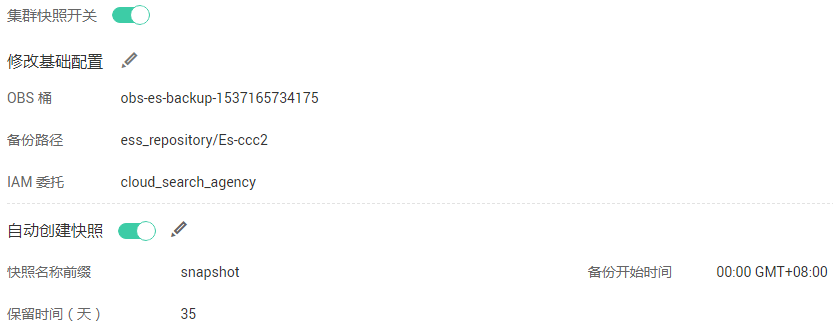 集群快照开关
修改基础配置
OBS 桶 obs-es-backup-1537165734175
备份路径 ess_repository/Es-ccc2
IAM 委托 cloud_search_agency
自动创建快照
快照名称前缀 snapshot 备份开始时间 00:00 GMT+08:00
保留时间（天） 35